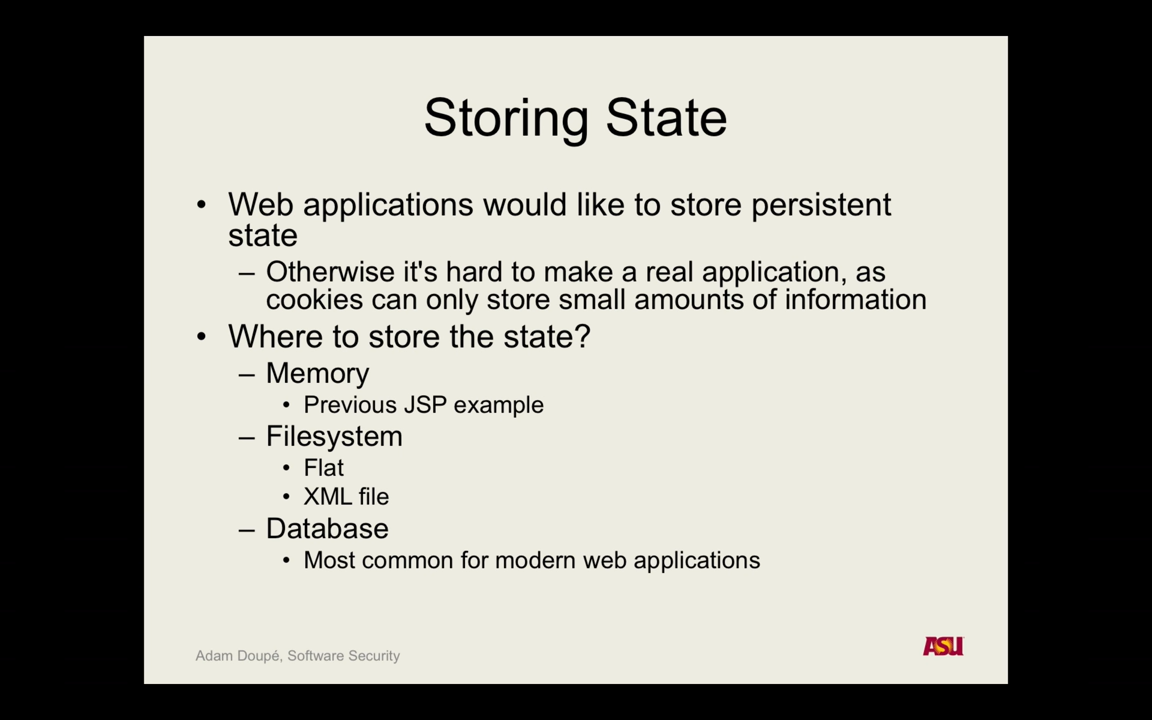 Storing State
• Web applications would like to store persistent
state
– Otherwise it's hard to make a real application, as
cookies can only store small amounts of information
• Where to store the state?
– Memory
• Previous JSP example
– Filesystem
• Flat
• XML file
– Database
• Most common for modern web applications
Adam Doupé, Software Security
ASU